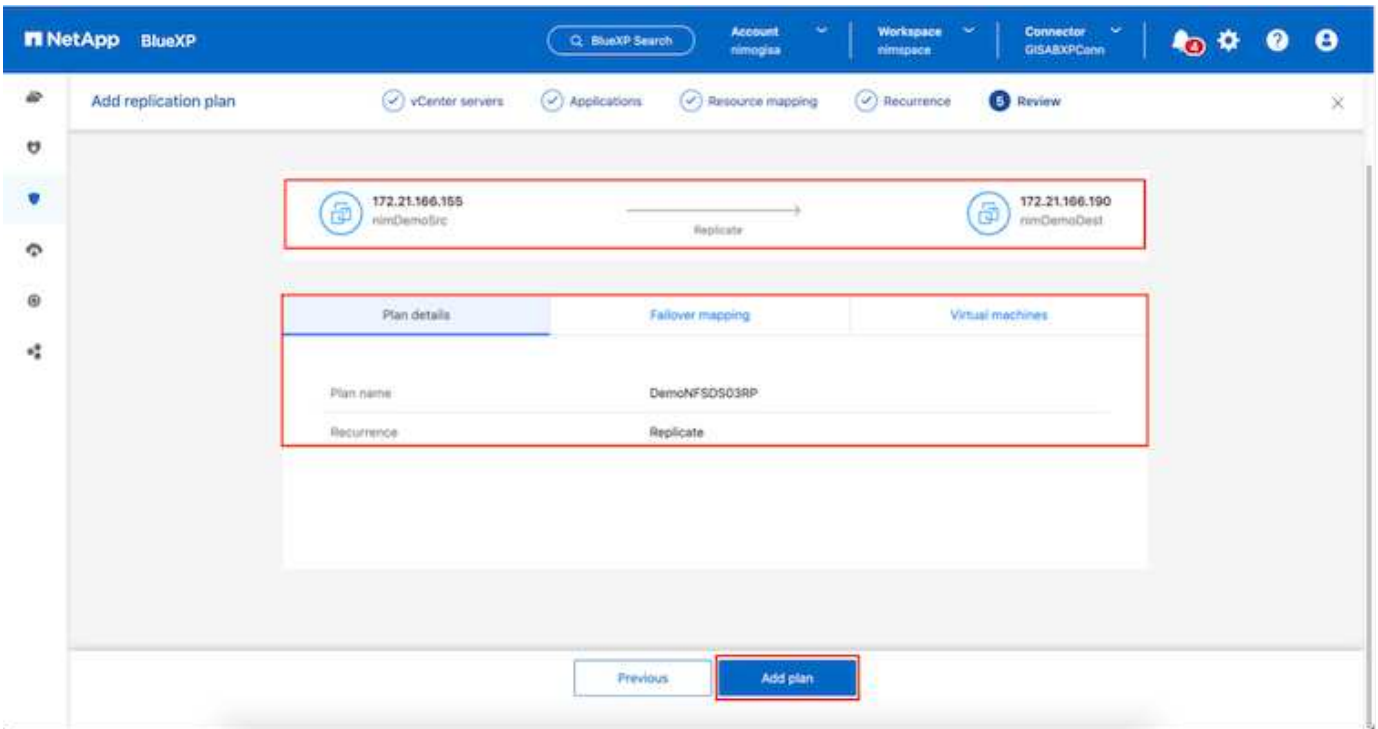 NetApp BlueXP
BlueXP Search
Account
nimogisa
Workspace
nimspace
Connector
GISABXPConn
4
Add replication plan
vCenter servers
Applications
Resource mapping
Recurrence
5 Review
172.21.166.155
nimDemoSrc
Replicate
172.21.166.190
nimDemoDest
Plan details
Failover mapping
Virtual machines
Plan name
DemoNFSDS03RP
Recurrence
Replicate
Previous
Add plan